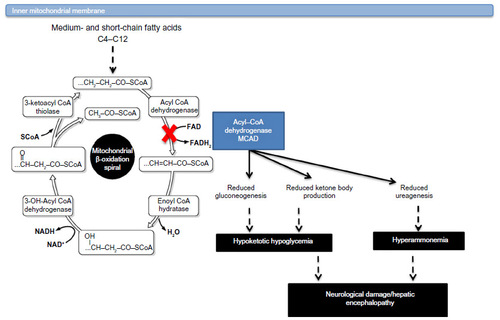 Inner mitochondrial membrane
Medium- and short-chain fatty acids
C4–C12
...CH₂–CH₂–CO–SCoA
3-ketoacyl CoA
thiolase
CH₂–CO–SCoA
Acyl CoA
dehydrogenase
FAD
FADH₂
SCoA
Mitochondrial
β-oxidation
spiral
O
...CH–CH₂–CO–SCoA
...CH=CH–CO–SCoA
3-OH-Acyl CoA
dehydrogenase
Enoyl CoA
hydratase
NADH
NAD⁺
H₂O
OH
...CH–CH₂–CO–SCoA
Acyl–CoA
dehydrogenase
MCAD
Reduced
gluconeogenesis
Reduced ketone body
production
Reduced
ureagenesis
Hypoketotic hypoglycemia
Hyperammonemia
Neurological damage/hepatic
encephalopathy